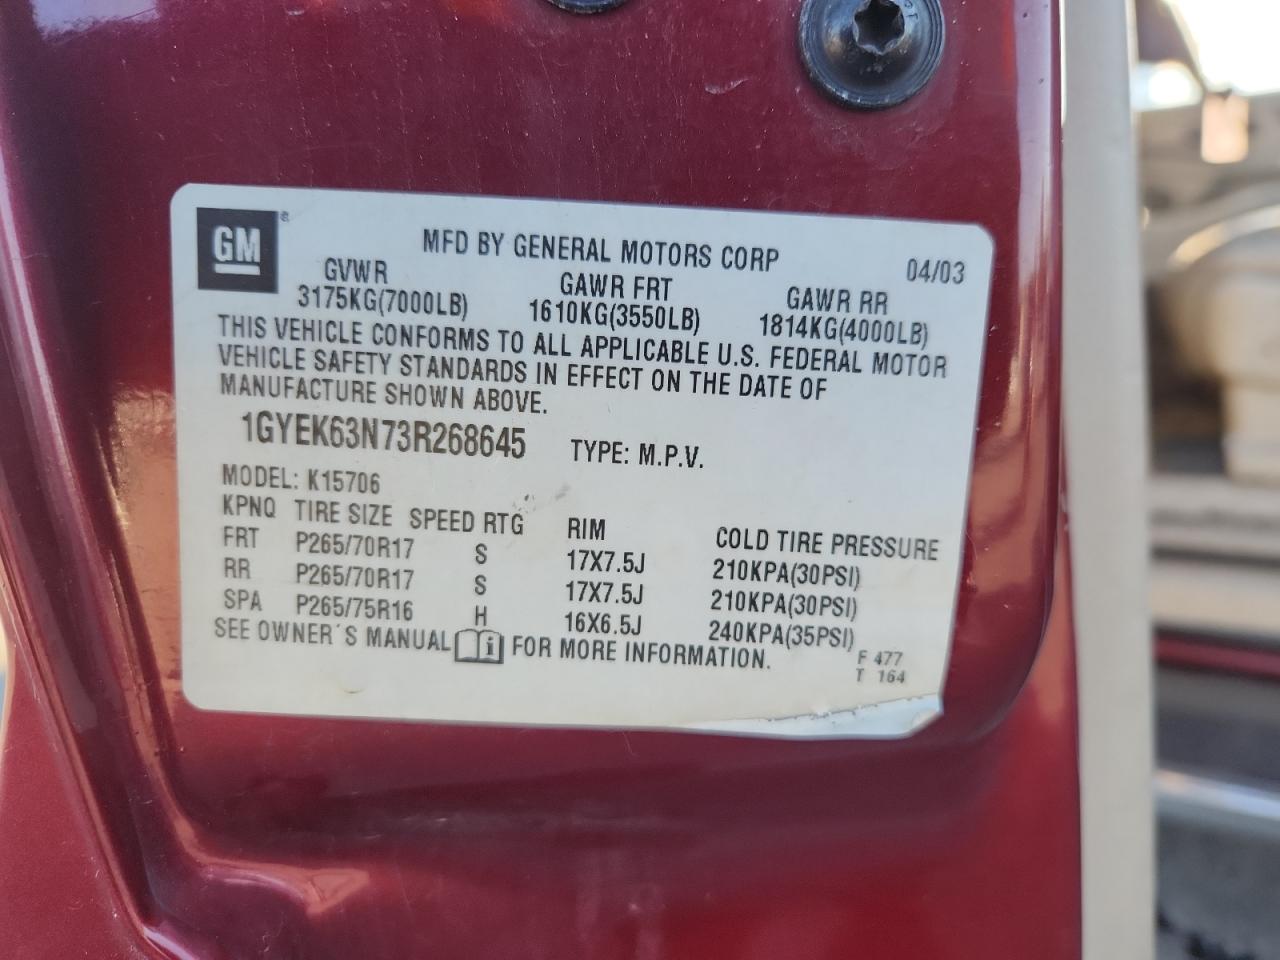 GM®
MFD BY GENERAL MOTORS CORP 04/03
GVWR GAWR FRT GAWR RR
3175KG(7000LB) 1610KG(3550LB) 1814KG(4000LB)
THIS VEHICLE CONFORMS TO ALL APPLICABLE U.S. FEDERAL MOTOR
VEHICLE SAFETY STANDARDS IN EFFECT ON THE DATE OF
MANUFACTURE SHOWN ABOVE.
1GYEK63N73R268645 TYPE: M.P.V.
MODEL: K15706
KPNQ TIRE SIZE SPEED RTG RIM COLD TIRE PRESSURE
FRT P265/70R17 S 17X7.5J 210KPA(30PSI)
RR P265/70R17 S 17X7.5J 210KPA(30PSI)
SPA P265/75R16 H 16X6.5J 240KPA(35PSI)
SEE OWNER´S MANUAL FOR MORE INFORMATION.
F 477
T 164